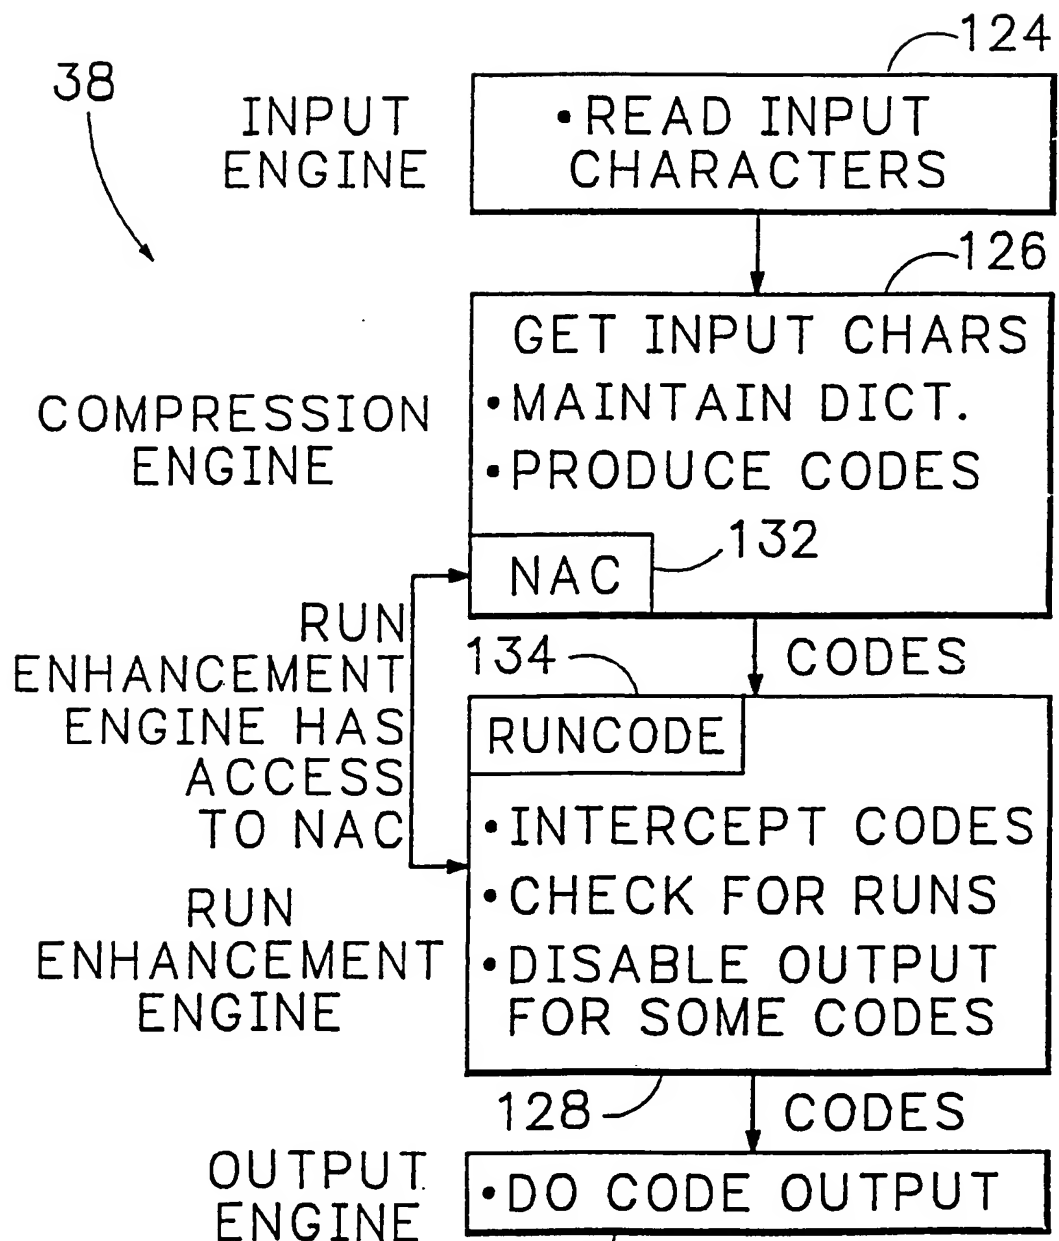 124
38
INPUT
ENGINE
•READ INPUT
CHARACTERS
126
GET INPUT CHARS
•MAINTAIN DICT.
•PRODUCE CODES
COMPRESSION
ENGINE
NAC
132
RUN
ENHANCEMENT
ENGINE HAS
ACCESS
TO NAC
134
CODES
RUNCODE
•INTERCEPT CODES
•CHECK FOR RUNS
•DISABLE OUTPUT
FOR SOME CODES
RUN
ENHANCEMENT
ENGINE
128
CODES
OUTPUT
ENGINE
•DO CODE OUTPUT